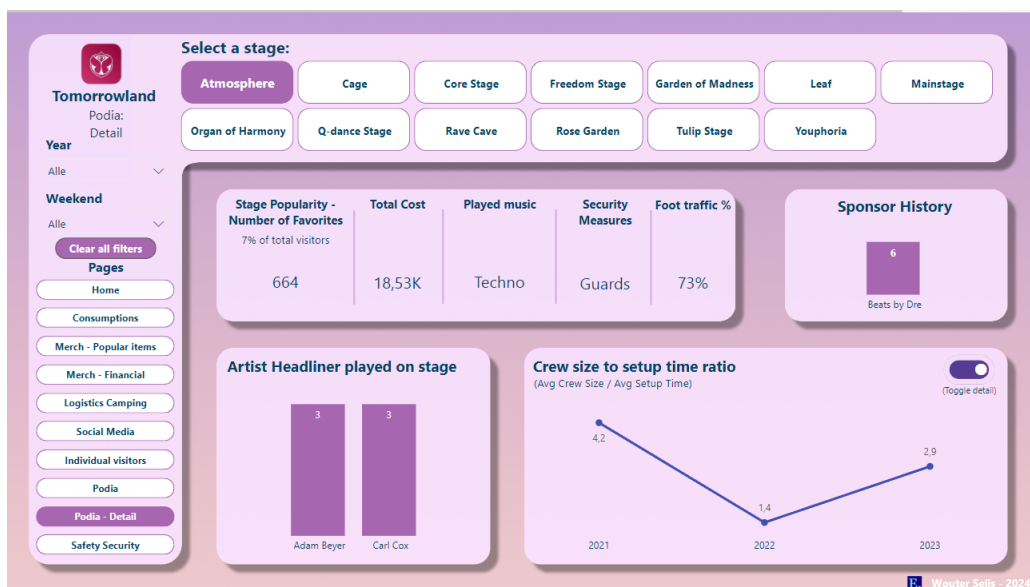 Tomorrowland
Podia:
Detail
Year
Alle
Weekend
Alle
Clear all filters
Pages
Home
Consumptions
Merch - Popular items
Merch - Financial
Logistics Camping
Social Media
Individual visitors
Podia
Podia - Detail
Safety Security
Select a stage:
Atmosphere
Cage
Core Stage
Freedom Stage
Garden of Madness
Leaf
Mainstage
Organ of Harmony
Q-dance Stage
Rave Cave
Rose Garden
Tulip Stage
Youphoria
Stage Popularity -
Number of Favorites
7% of total visitors
664
Total Cost
18,53K
Played music
Techno
Security
Measures
Guards
Foot traffic %
73%
Sponsor History
6
Beats by Dre
Artist Headliner played on stage
3
3
Adam Beyer
Carl Cox
Crew size to setup time ratio
(Avg Crew Size / Avg Setup Time)
(Toggle detail)
4,2
1,4
2,9
2021
2022
2023
E.
Wouter Selis - 2024